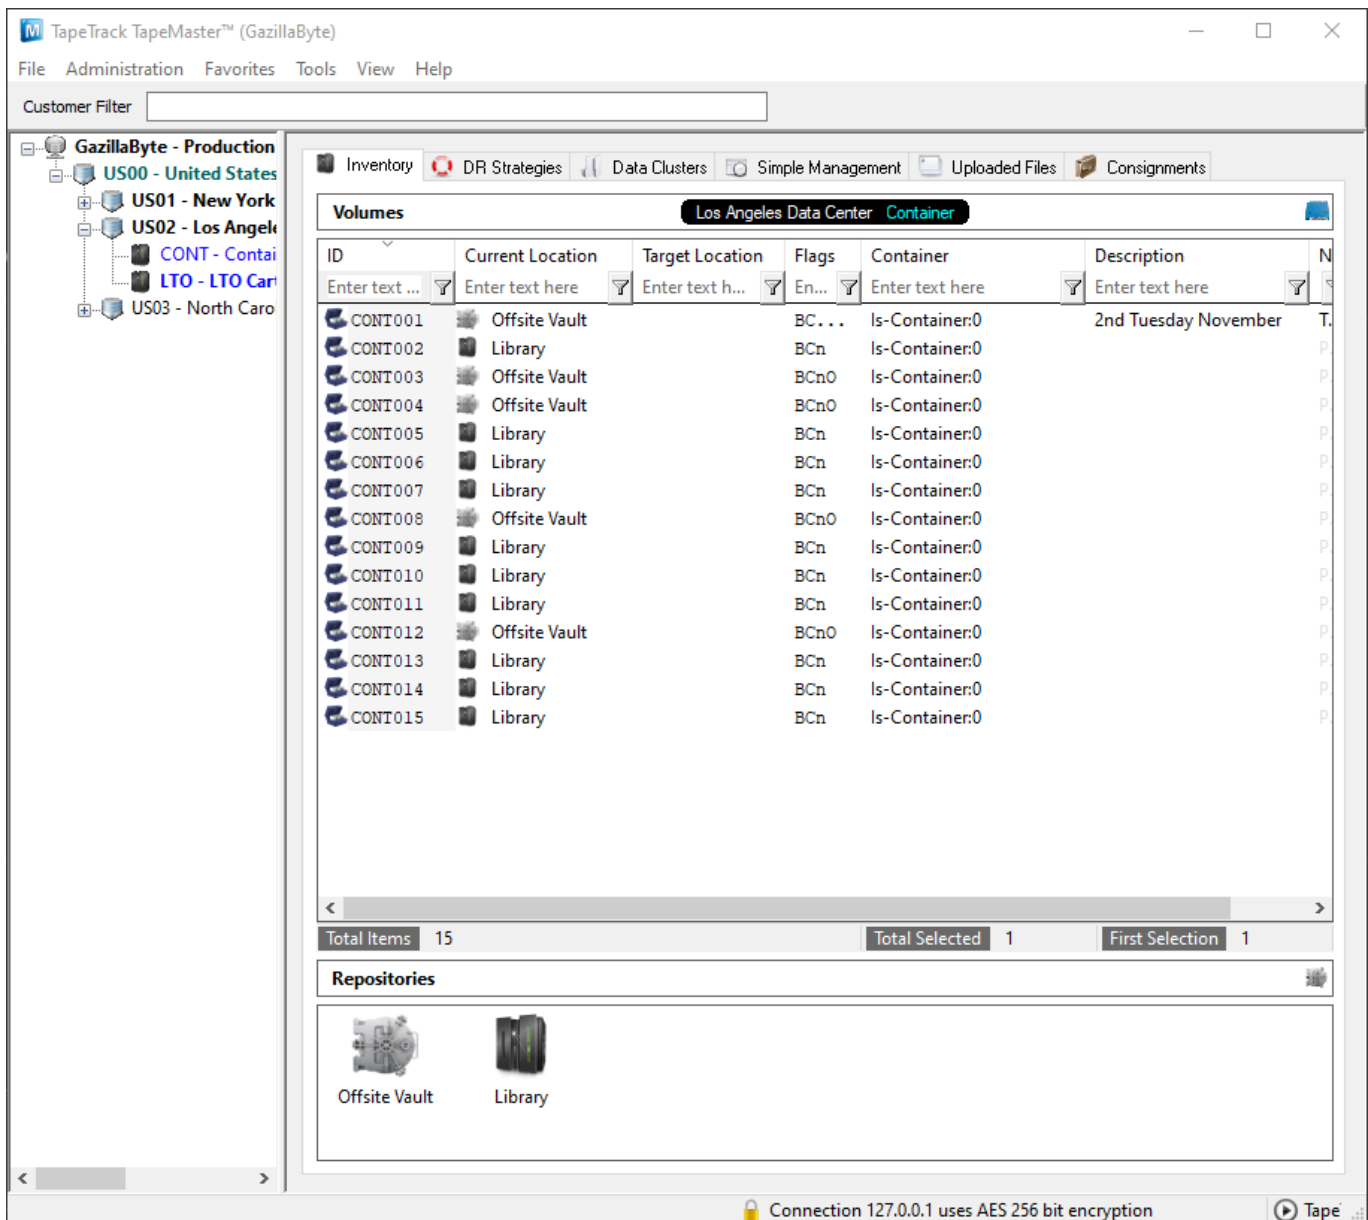 TapeTrack TapeMaster™ (GazillaByte)
File Administration Favorites Tools View Help
Customer Filter
GazillaByte - Production
US00 - United States
US01 - New York
US02 - Los Angele
CONT - Contai
LTO - LTO Car
US03 - North Caro
Inventory DR Strategies Data Clusters Simple Management Uploaded Files Consignments
Volumes Los Angeles Data Center Container
ID Current Location Target Location Flags Container Description N
Enter text ... Enter text here Enter text h... En... Enter text here Enter text here
CONT001 Offsite Vault BC... Is-Container:0 2nd Tuesday November T.
CONT002 Library BCn Is-Container:0 P.
CONT003 Offsite Vault BCnO Is-Container:0 P.
CONT004 Offsite Vault BCnO Is-Container:0 P.
CONT005 Library BCn Is-Container:0 P.
CONT006 Library BCn Is-Container:0 P.
CONT007 Library BCn Is-Container:0 P.
CONT008 Offsite Vault BCnO Is-Container:0 P.
CONT009 Library BCn Is-Container:0 P.
CONT010 Library BCn Is-Container:0 P.
CONT011 Library BCn Is-Container:0 P.
CONT012 Offsite Vault BCnO Is-Container:0 P.
CONT013 Library BCn Is-Container:0 P.
CONT014 Library BCn Is-Container:0 P.
CONT015 Library BCn Is-Container:0 P.
Total Items 15 Total Selected 1 First Selection 1
Repositories
Offsite Vault Library
Connection 127.0.0.1 uses AES 256 bit encryption Tape